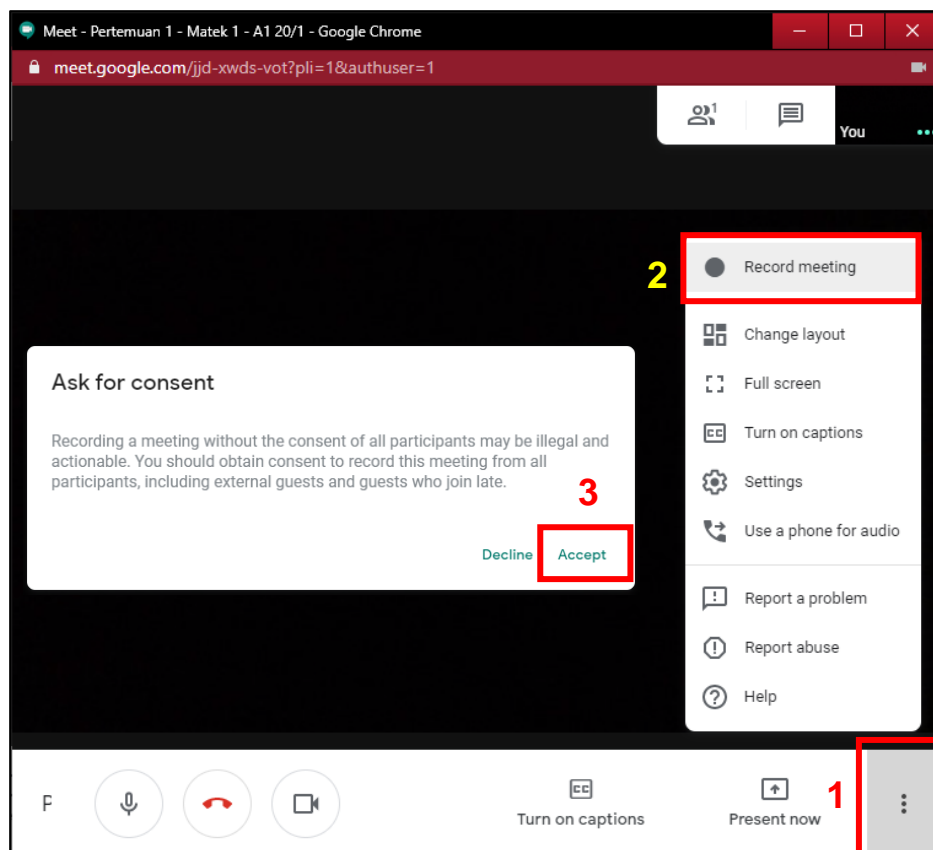 Meet - Pertemuan 1 - Matek 1 - A1 20/1 - Google Chrome
meet.google.com/jjd-xwds-vot?pli=1&authuser=1
1
You
2
Record meeting
Change layout
Full screen
Turn on captions
Settings
Use a phone for audio
Report a problem
Report abuse
Help
Ask for consent
Recording a meeting without the consent of all participants may be illegal and
actionable. You should obtain consent to record this meeting from all
participants, including external guests and guests who join late.
3
Decline Accept
P
Turn on captions
Present now
1